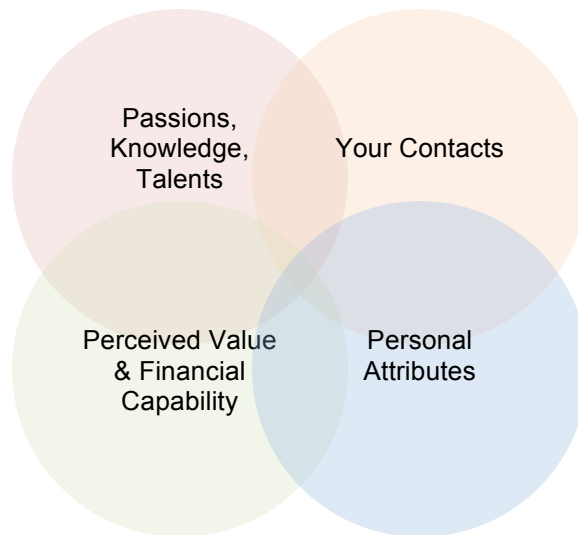 Passions,
Knowledge,
Talents
Your Contacts
Perceived Value
& Financial
Capability
Personal
Attributes